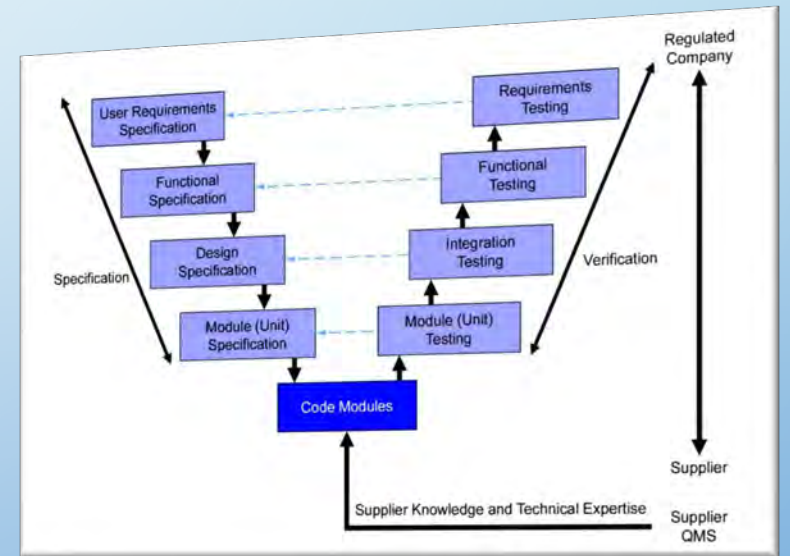 Regulated
Company
User Requirements
Specification
Requirements
Testing
Functional
Specification
Functional
Testing
Design
Specification
Integration
Testing
Specification
Verification
Module (Unit)
Specification
Module (Unit)
Testing
Code Modules
Supplier
Supplier Knowledge and Technical Expertise
Supplier
QMS